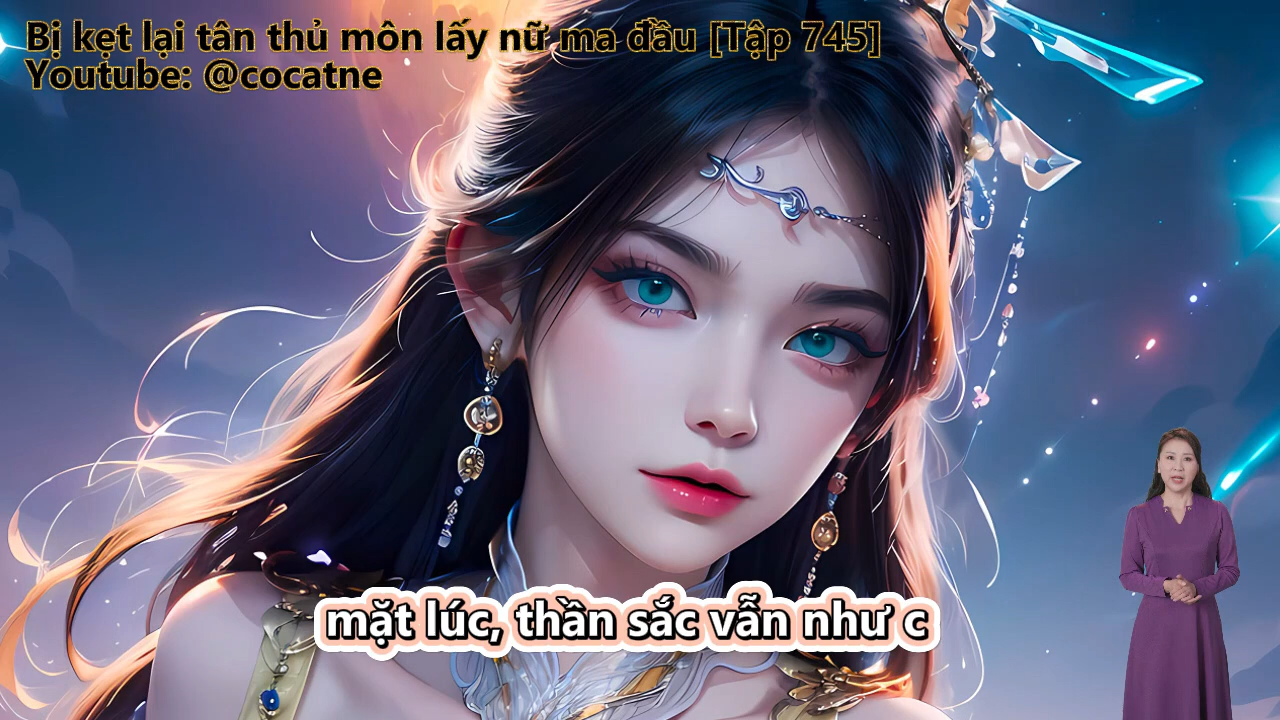 Bị kẹt lại tân thủ môn lấy nữ ma đầu [Tập 745]
Youtube: @cocatne
mặt lúc, thần sắc vẫn như c